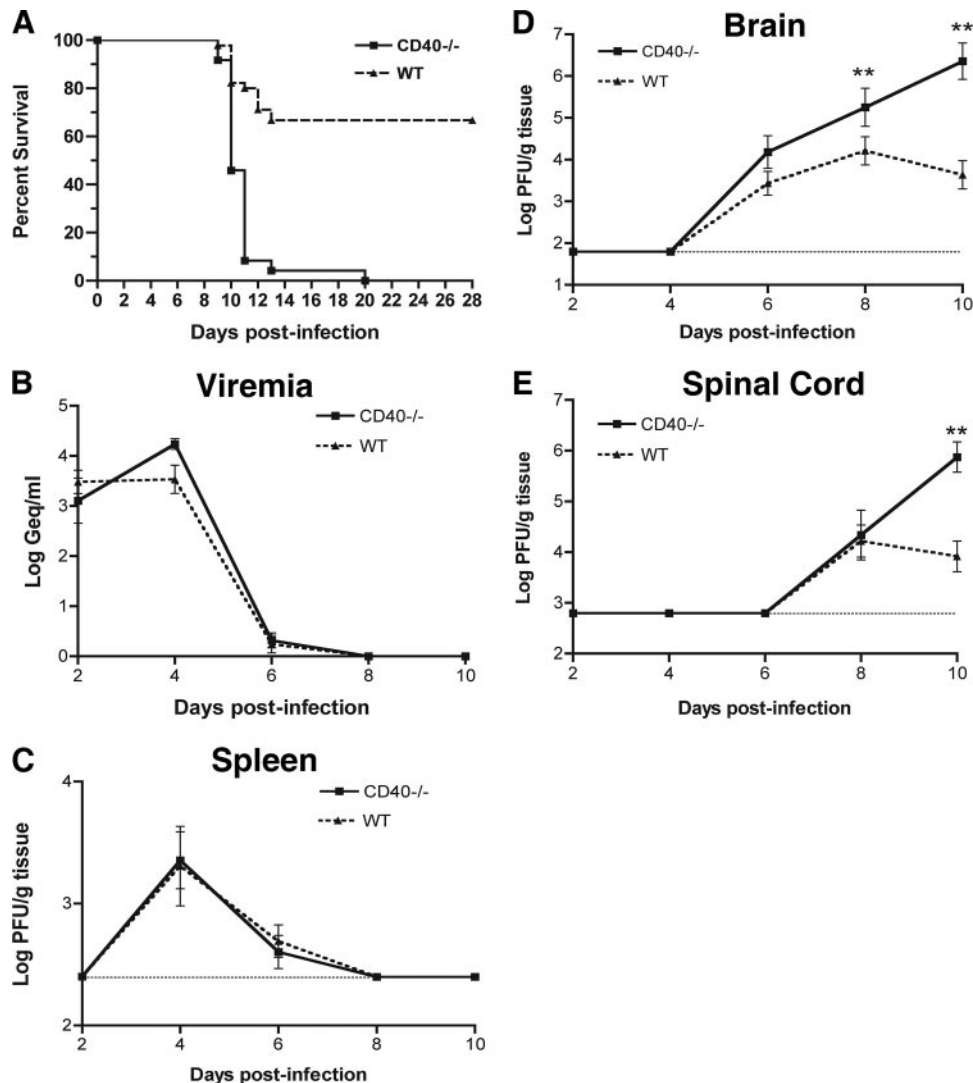 A
100
80
60
40
20
0
Percent Survival
CD40-/-
WT
0 2 4 6 8 10 12 14 16 18 20 22 24 26 28
Days post-infection
B
Viremia
5
4
3
2
1
0
Log Geq/ml
CD40-/-
WT
2 4 6 8 10
Days post-infection
C
Spleen
4
3
2
Log PFU/g tissue
CD40-/-
WT
2 4 6 8 10
Days post-infection
D
Brain
7
6
5
4
3
2
1
Log PFU/g tissue
CD40-/-
WT
**
**
2 4 6 8 10
Days post-infection
E
Spinal Cord
7
6
5
4
3
2
Log PFU/g tissue
CD40-/-
WT
**
2 4 6 8 10
Days post-infection